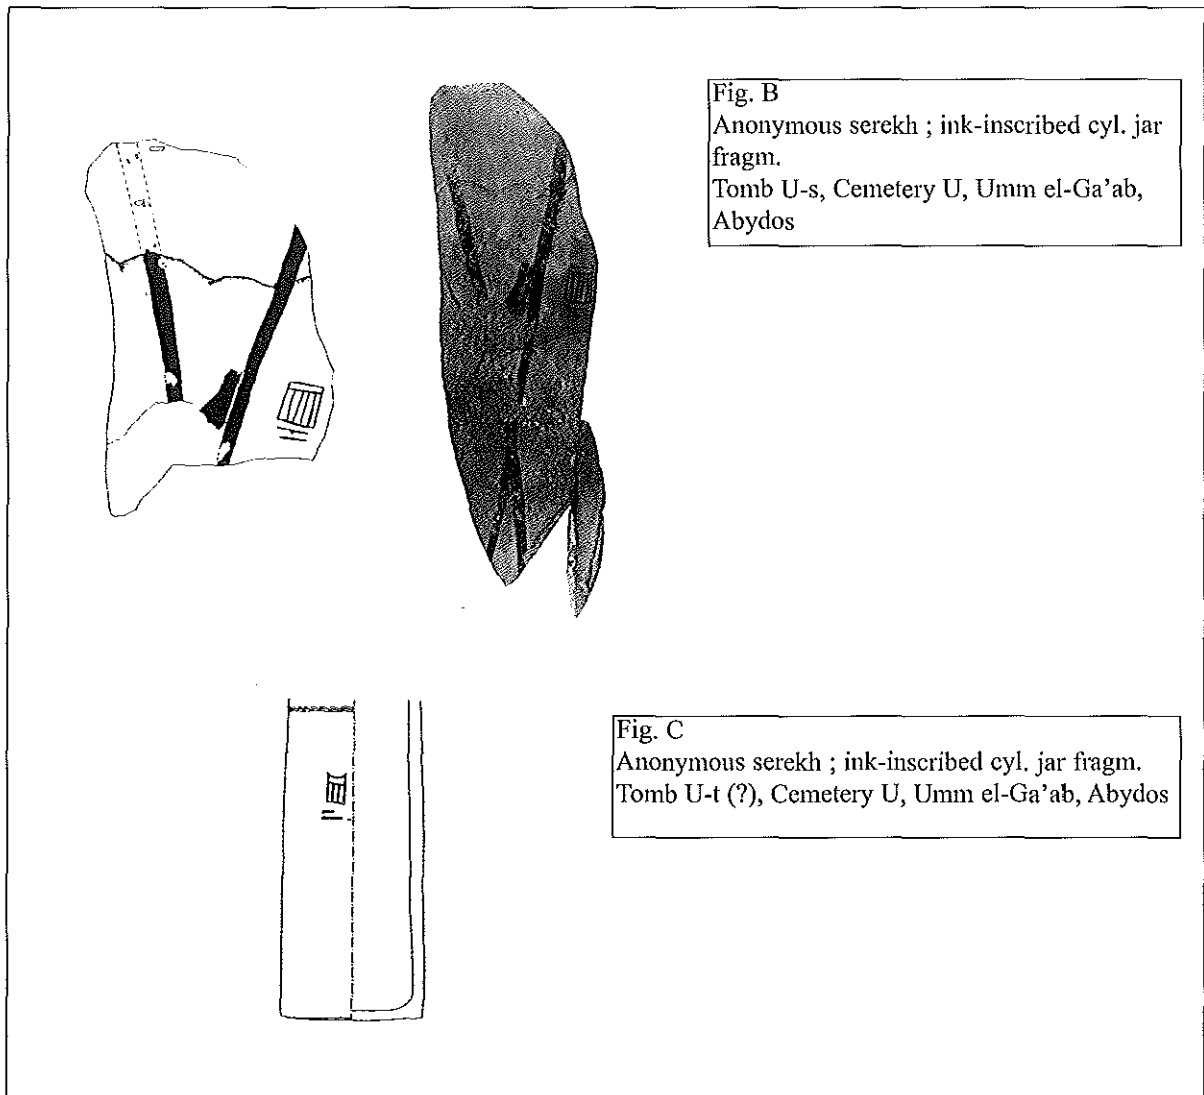 Fig. B
Anonymous serekh ; ink-inscribed cyl. jar
fragm.
Tomb U-s, Cemetery U, Umm el-Ga'ab,
Abydos
Fig. C
Anonymous serekh ; ink-inscribed cyl. jar fragm.
Tomb U-t (?), Cemetery U, Umm el-Ga'ab, Abydos